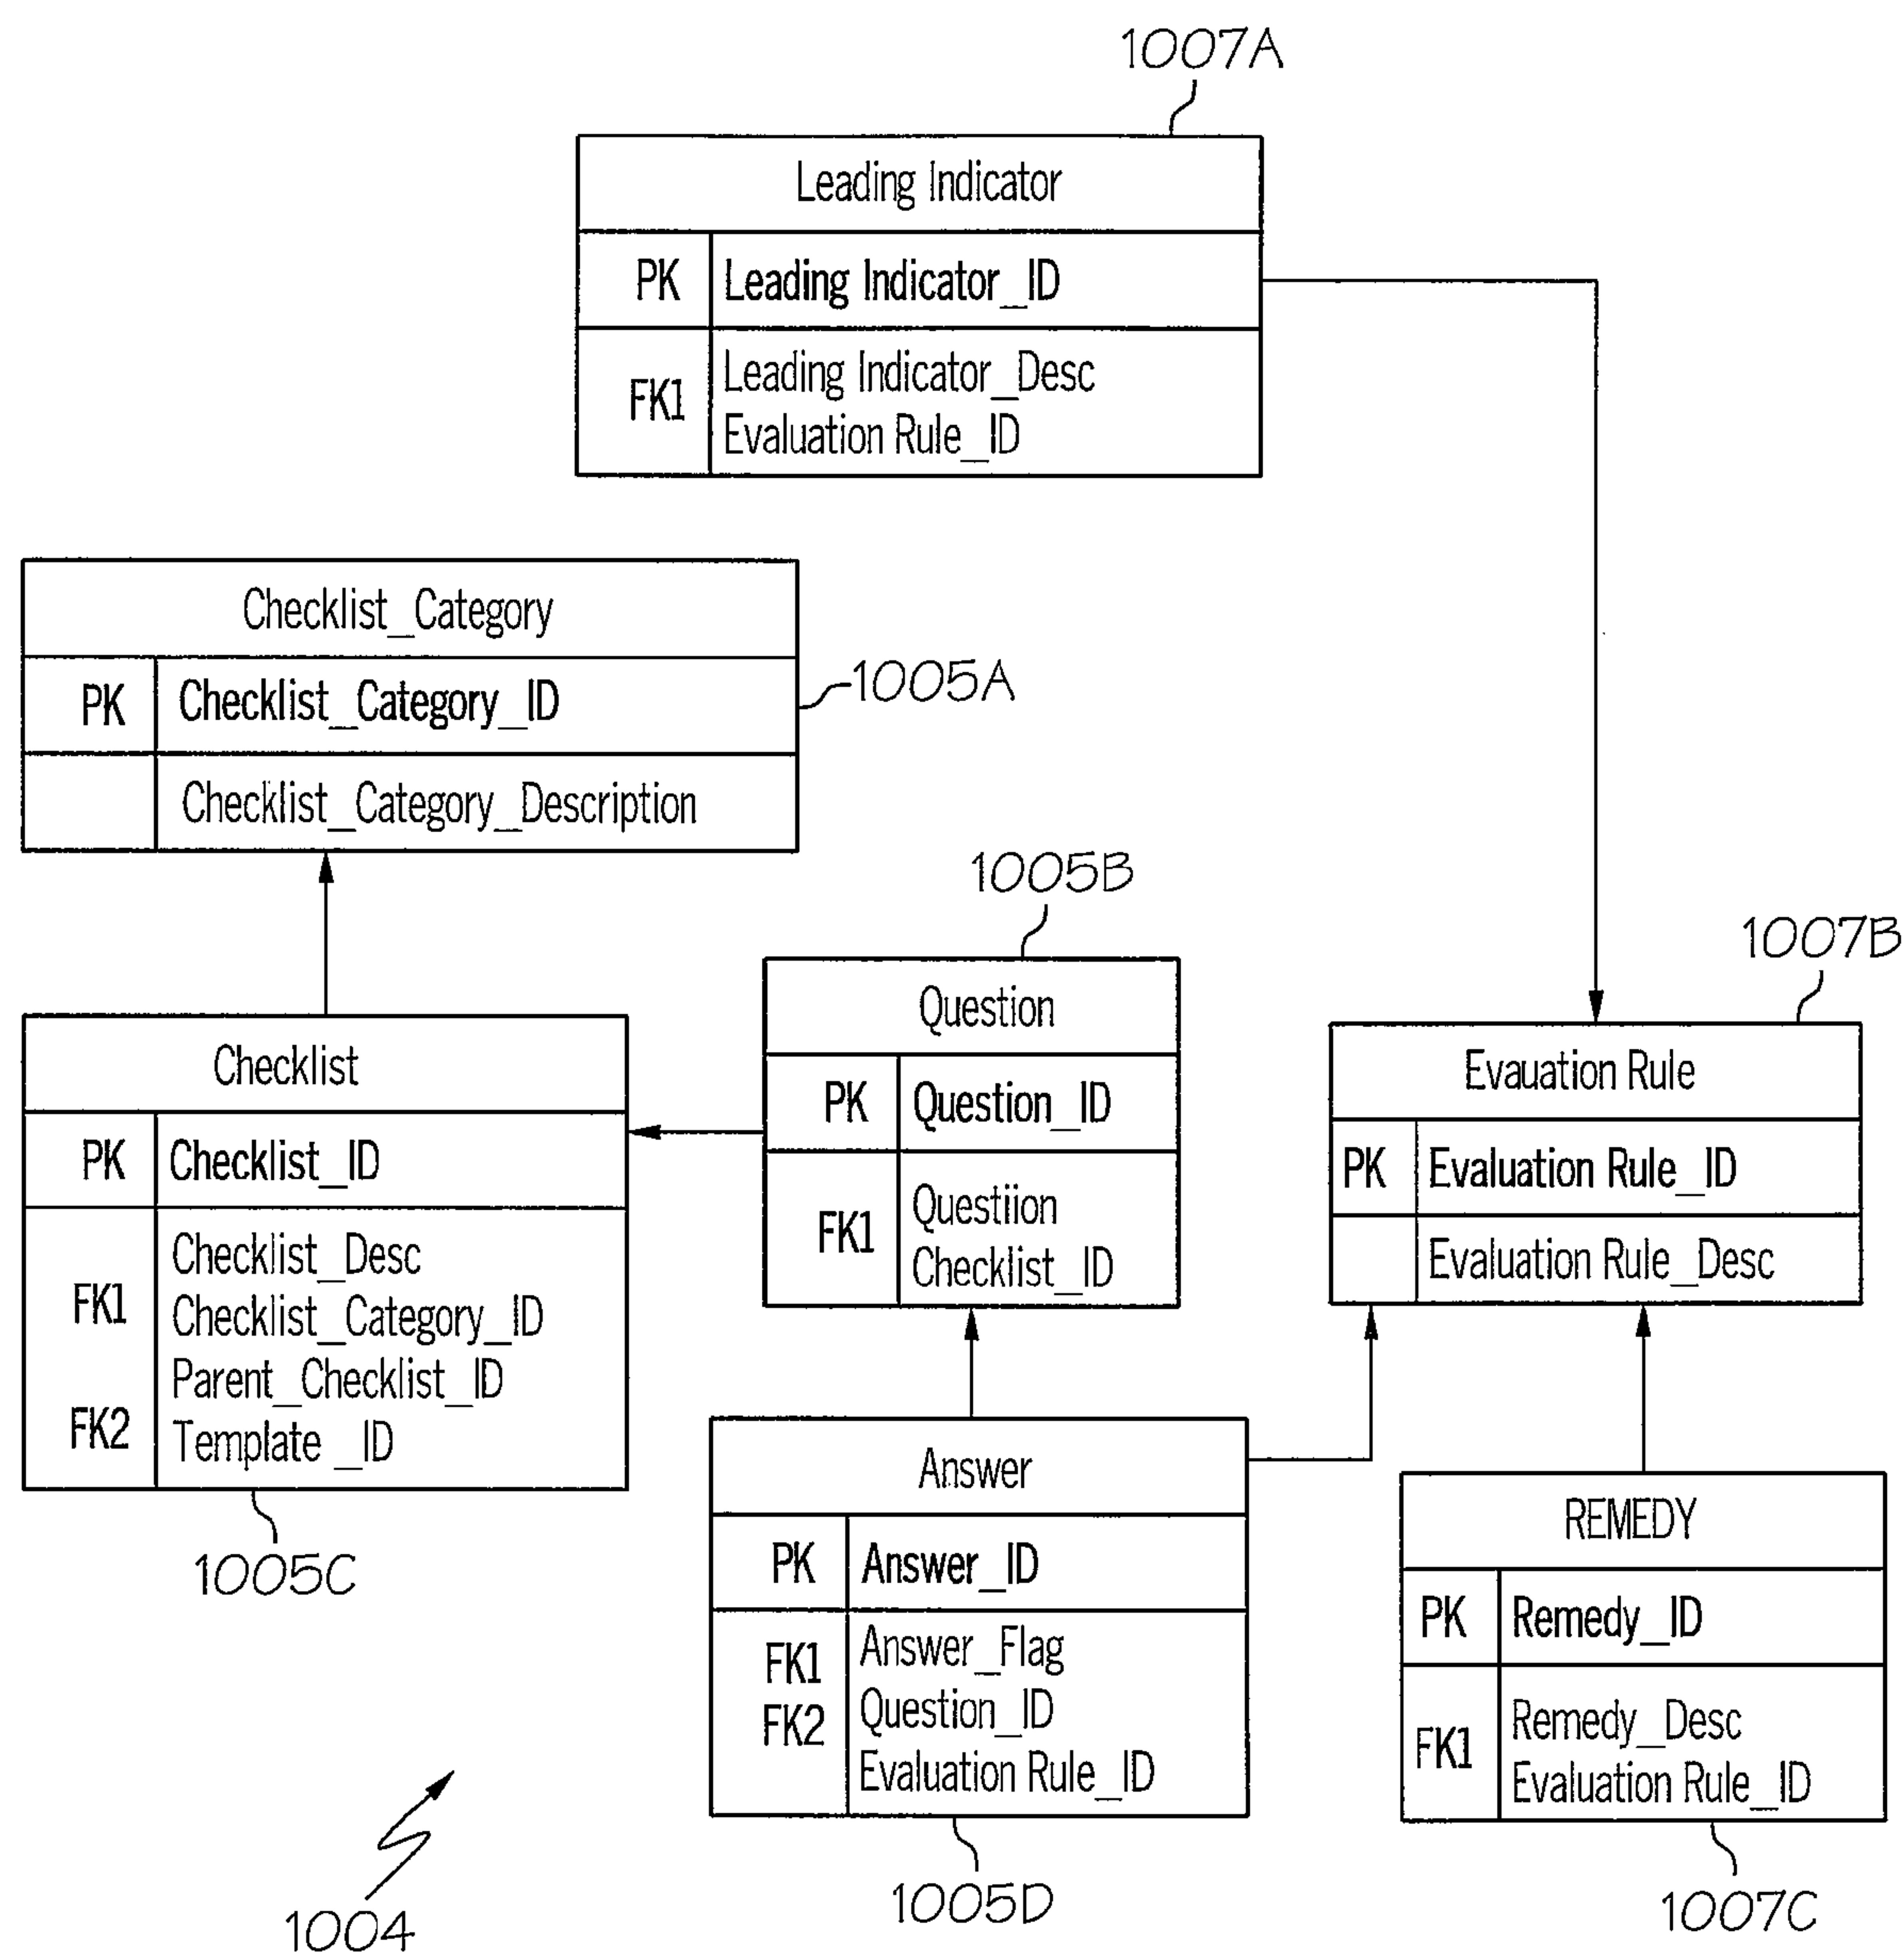 1007A
Leading Indicator
PK Leading Indicator_ID
FK1 Leading Indicator_Desc
Evaluation Rule_ID
Checklist_Category
PK Checklist_Category_ID
Checklist_Category_Description
1005A
1005B
Question
PK Question_ID
FK1 Questiion
Checklist_ID
1007B
Evauation Rule
PK Evaluation Rule_ID
Evaluation Rule_Desc
Checklist
PK Checklist_ID
Checklist_Desc
FK1 Checklist_Category_ID
Parent_Checklist_ID
FK2 Template _ID
1005C
Answer
PK Answer_ID
FK1 Answer_Flag
FK2 Question_ID
Evaluation Rule_ID
1005D
REMEDY
PK Remedy_ID
FK1 Remedy_Desc
Evaluation Rule_ID
1007C
1004